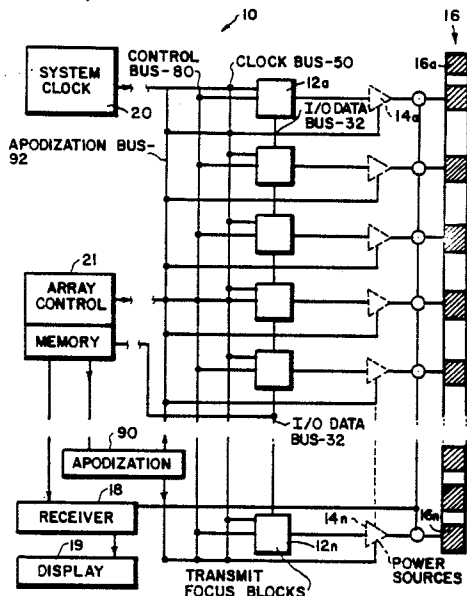 10
16
SYSTEM
CLOCK
20
CONTROL
BUS-80
CLOCK BUS-50
12a
16a
I/O DATA
BUS-32
14a
APODIZATION BUS-
92
21
ARRAY
CONTROL
MEMORY
I/O DATA
BUS-32
90
APODIZATION
18
RECEIVER
19
DISPLAY
14n
16n
12n
TRANSMIT
FOCUS BLOCKS
POWER
SOURCES